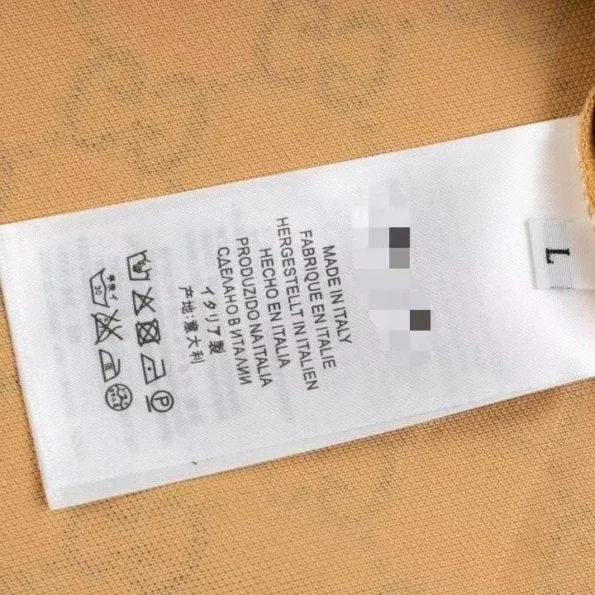 MADE IN ITALY
FABRIQUE EN ITALIE
HERGESTELLT IN ITALIEN
HECHO EN ITALIA
PRODUZIDO NA ITALIA
СДЕЛАНО В ИТАЛИИ
イタリア製
产地:意大利
P
30
L